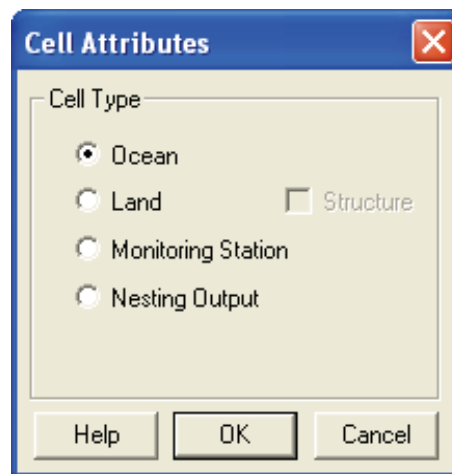 Cell Attributes
Cell Type
Ocean
Land Structure
Monitoring Station
Nesting Output
Help OK Cancel